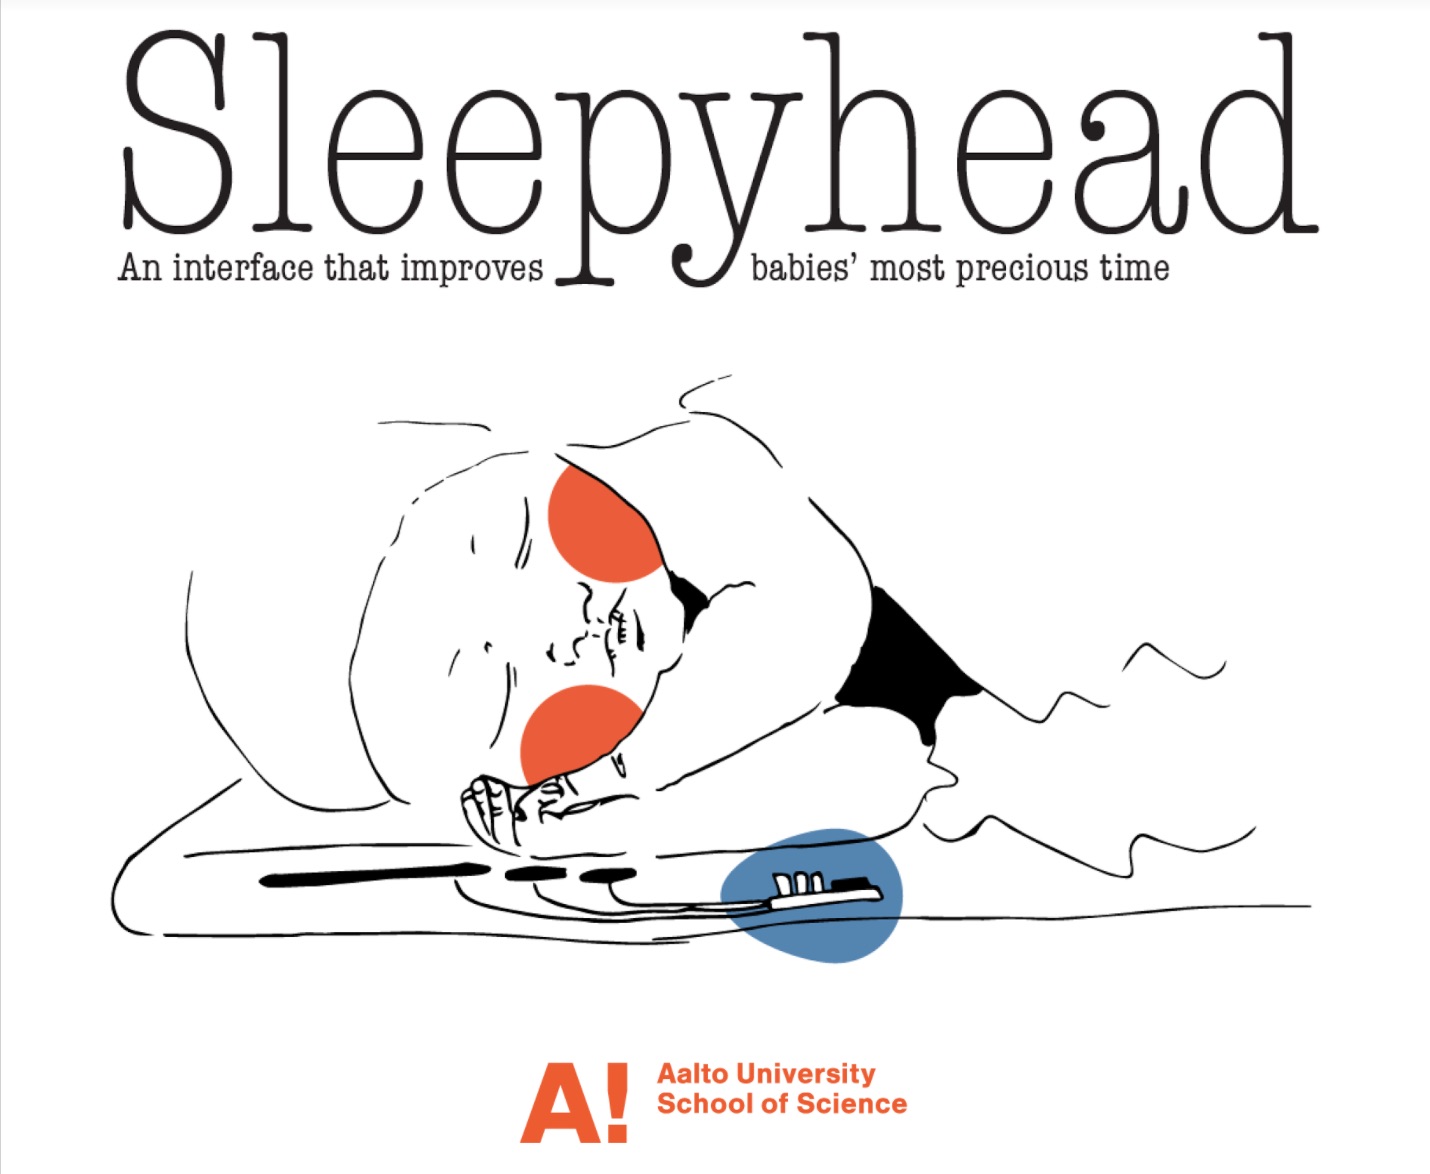 Sleepyhead
An interface that improves babies’ most precious time
A!
Aalto University
School of Science